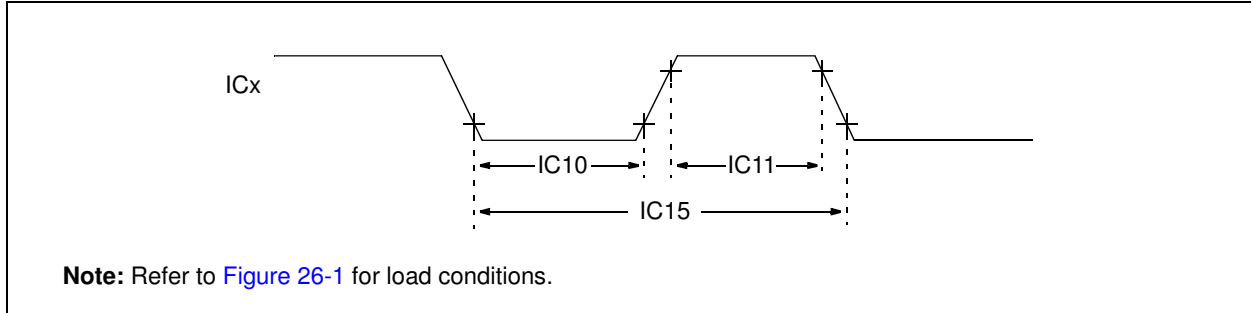 ICx
IC10
IC11
IC15
Note: Refer to Figure 26-1 for load conditions.